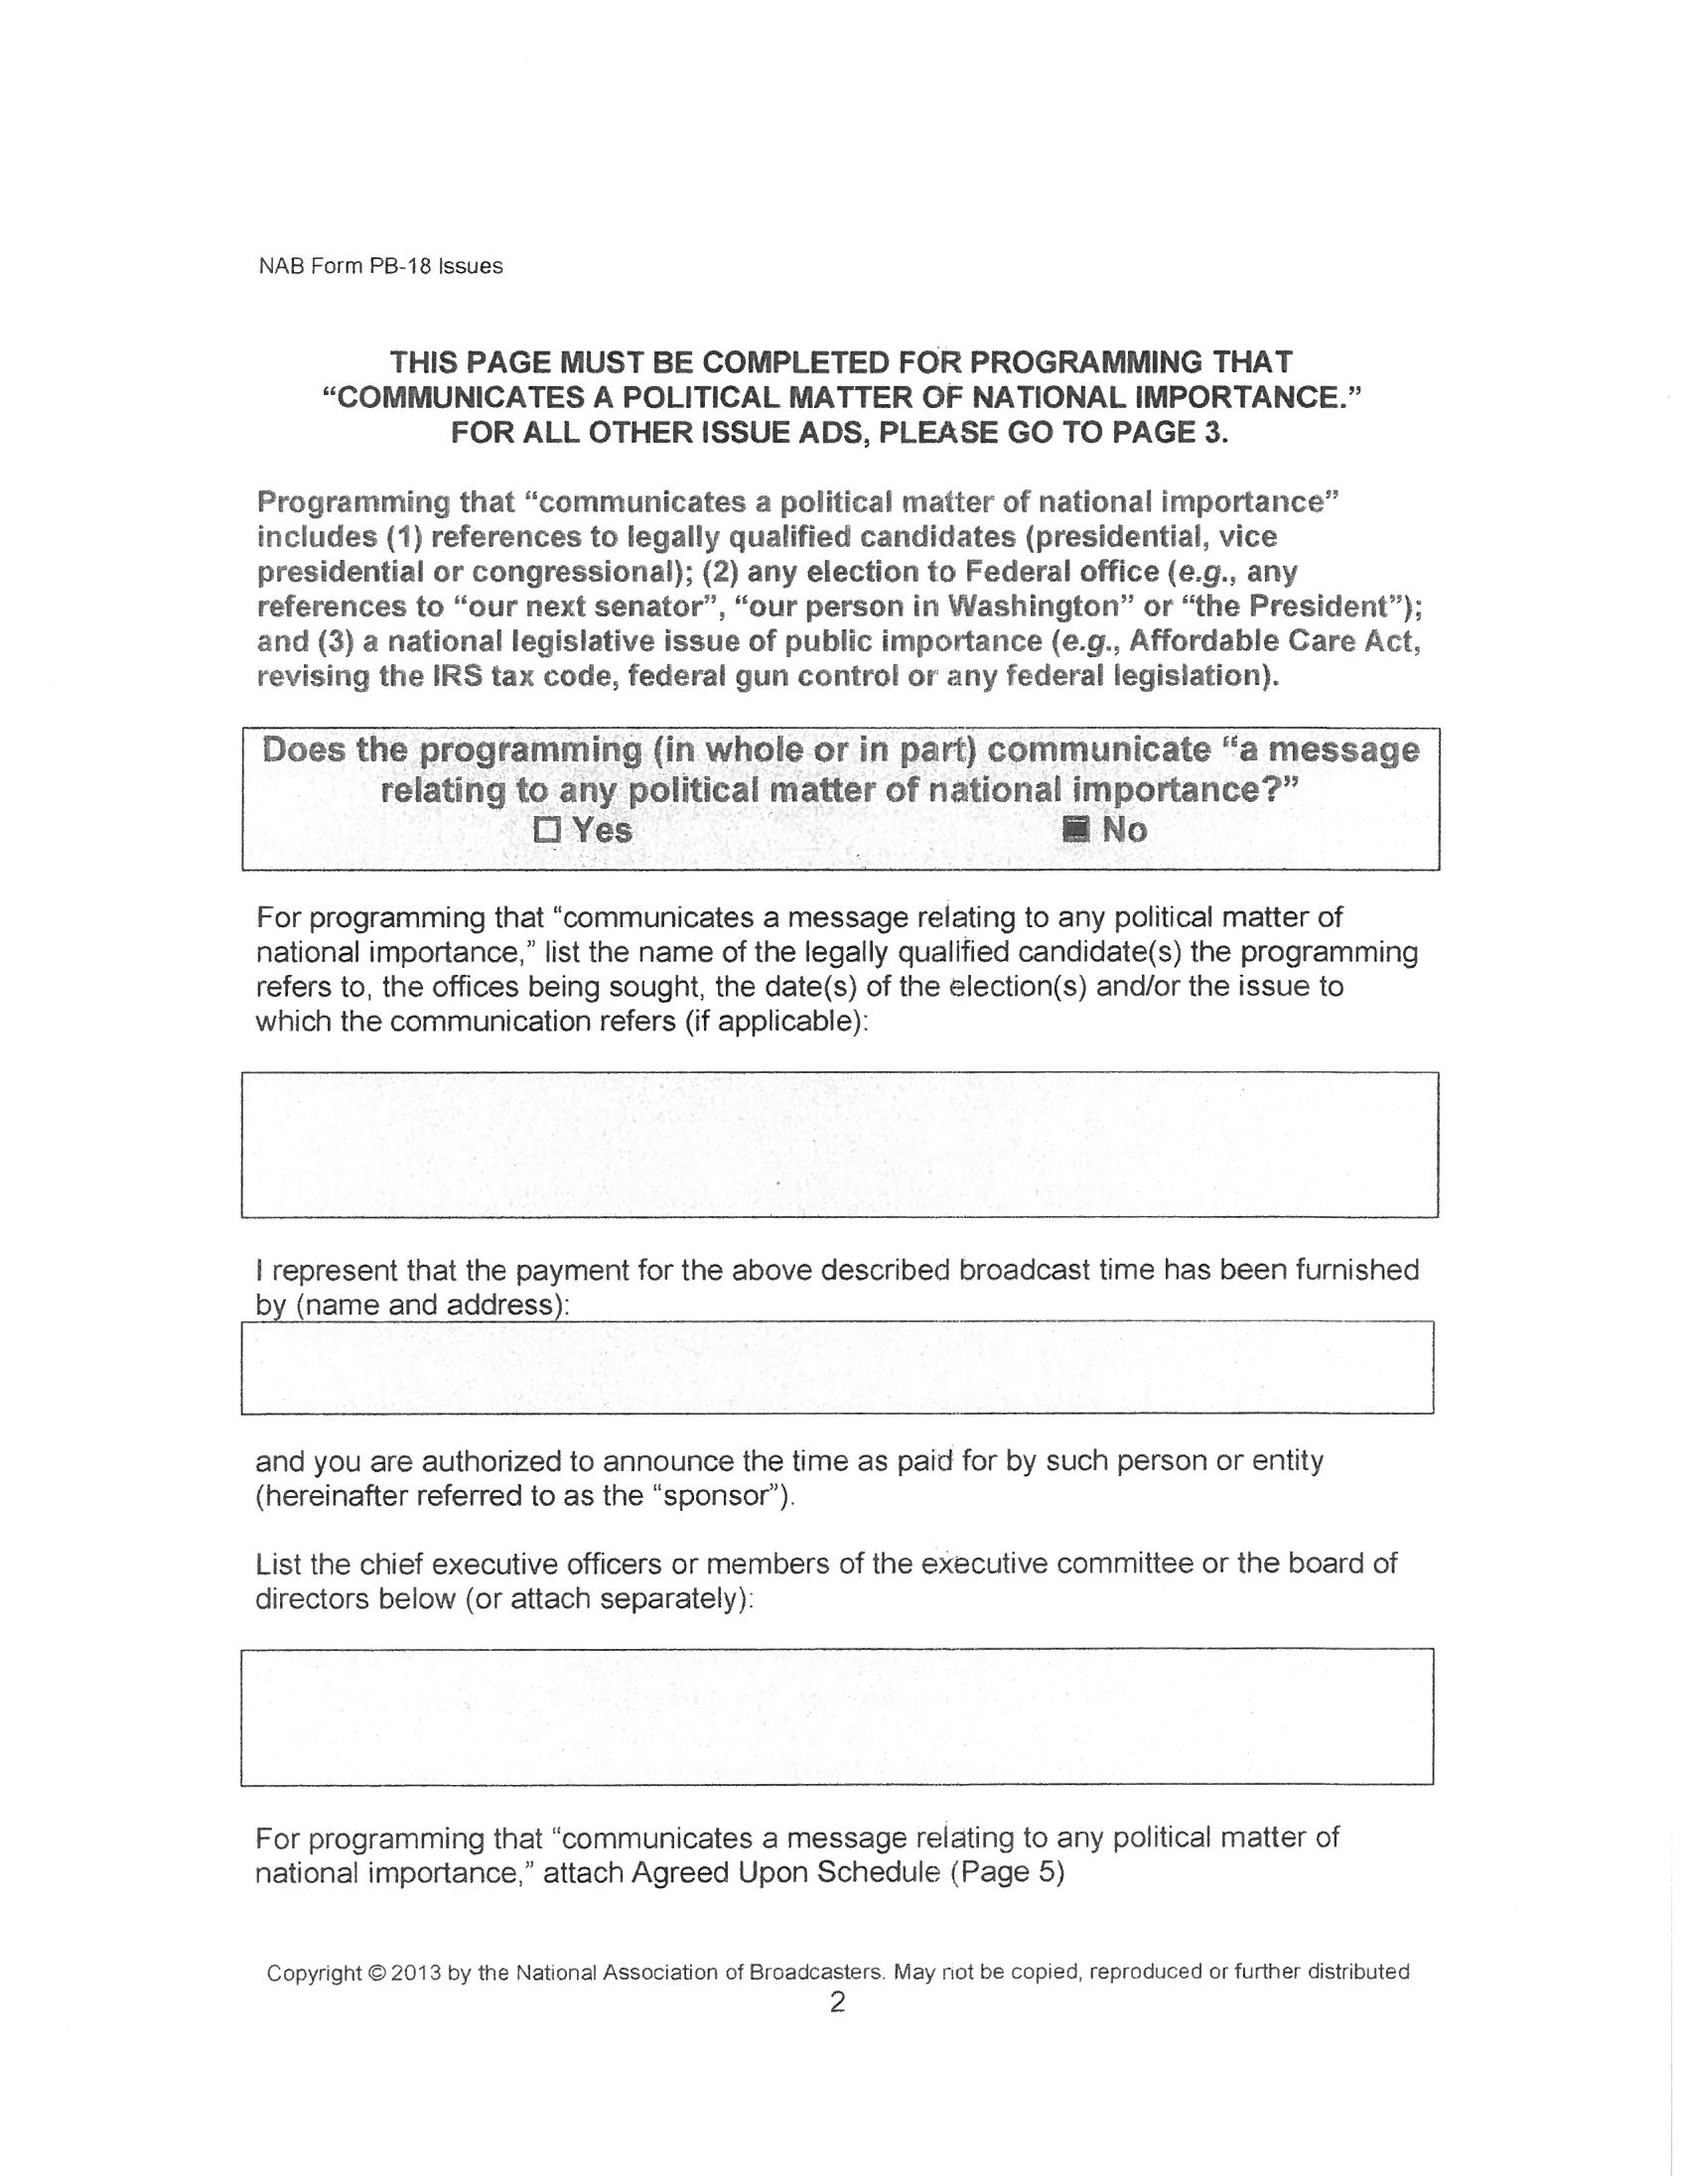 NAB Form PB-18 Issues
THIS PAGE MUST BE COMPLETED FOR PROGRAMMING THAT
“COMMUNICATES A POLITICAL MATTER OF NATIONAL IMPORTANCE.”
FOR ALL OTHER ISSUE ADS, PLEASE GO TO PAGE 3.
Programming that “communicates a political matter of national importance”
includes (1) references to legally qualified candidates (presidential, vice
presidential or congressional); (2) any election to Federal office (e.g., any
references to “our next senator”, “our person in Washington” or “the President”);
and (3) a national legislative issue of public importance (e.g., Affordable Care Act,
revising the IRS tax code, federal gun control or any federal legislation).
Does the programming (in whole or in part) communicate “a message
relating to any political matter of national importance?”
☐ Yes ■ No
For programming that “communicates a message relating to any political matter of
national importance,” list the name of the legally qualified candidate(s) the programming
refers to, the offices being sought, the date(s) of the election(s) and/or the issue to
which the communication refers (if applicable):
I represent that the payment for the above described broadcast time has been furnished
by (name and address):
and you are authorized to announce the time as paid for by such person or entity
(hereinafter referred to as the “sponsor”).
List the chief executive officers or members of the executive committee or the board of
directors below (or attach separately):
For programming that “communicates a message relating to any political matter of
national importance,” attach Agreed Upon Schedule (Page 5)
Copyright © 2013 by the National Association of Broadcasters. May not be copied, reproduced or further distributed
2